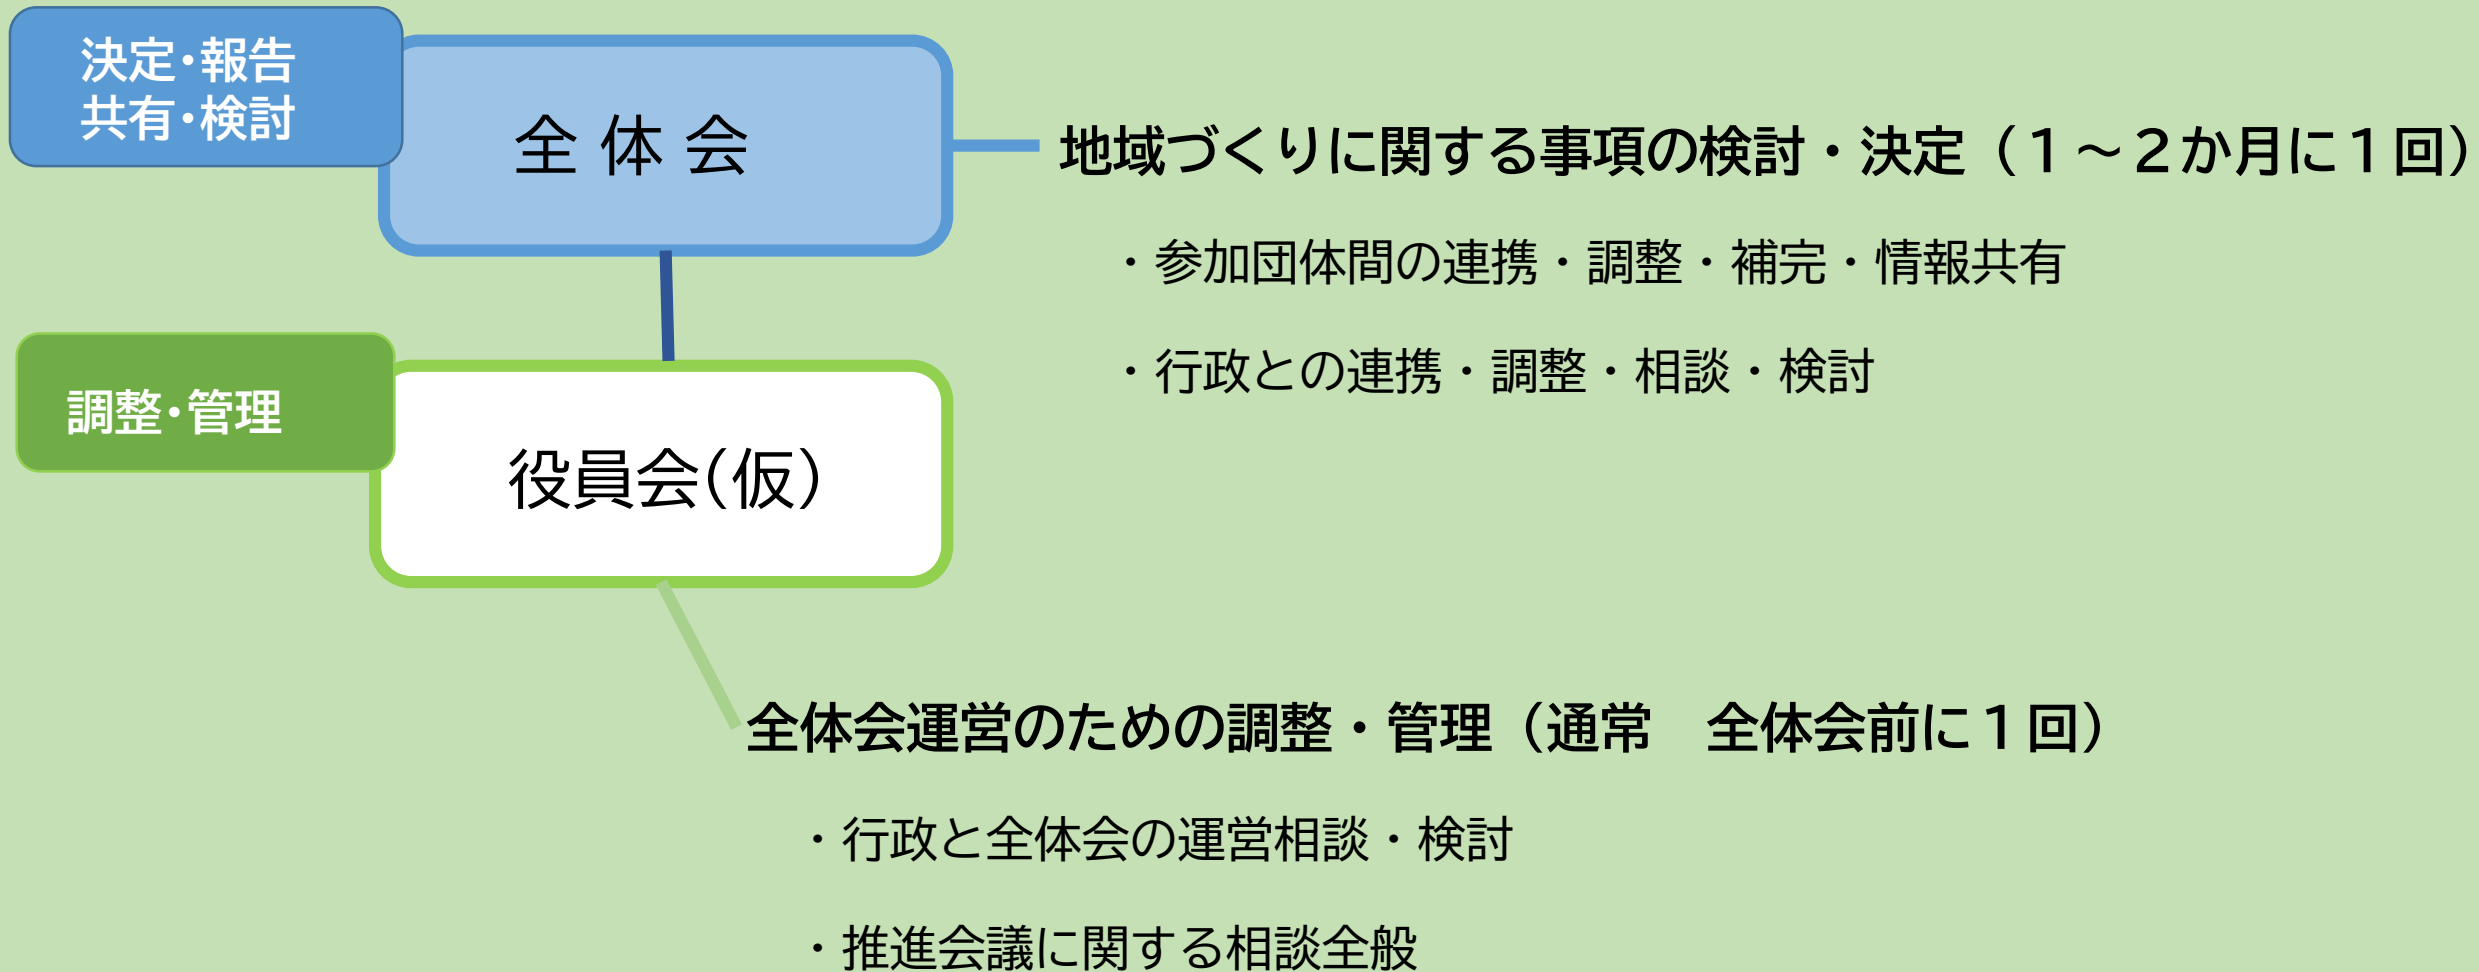 決定・報告
共有・検討
全 体 会
地域づくりに関する事項の検討・決定（１～２か月に１回）
・参加団体間の連携・調整・補完・情報共有
・行政との連携・調整・相談・検討
調整・管理
役員会（仮）
全体会運営のための調整・管理（通常　全体会前に１回）
・行政と全体会の運営相談・検討
・推進会議に関する相談全般